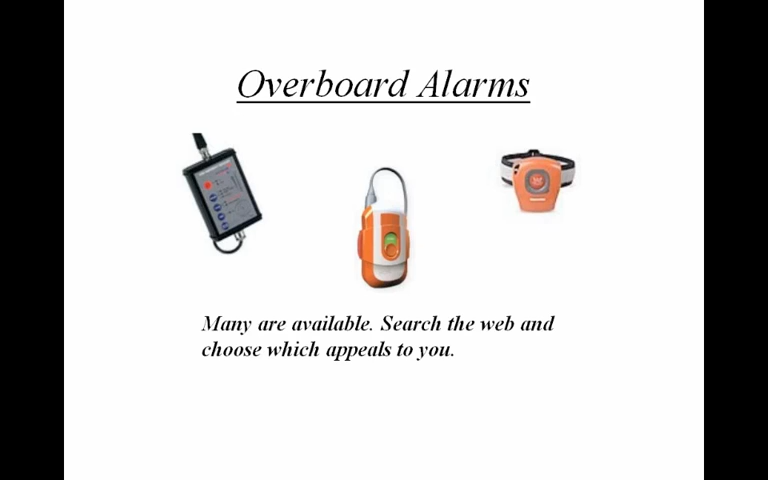 Overboard Alarms
Many are available. Search the web and
choose which appeals to you.